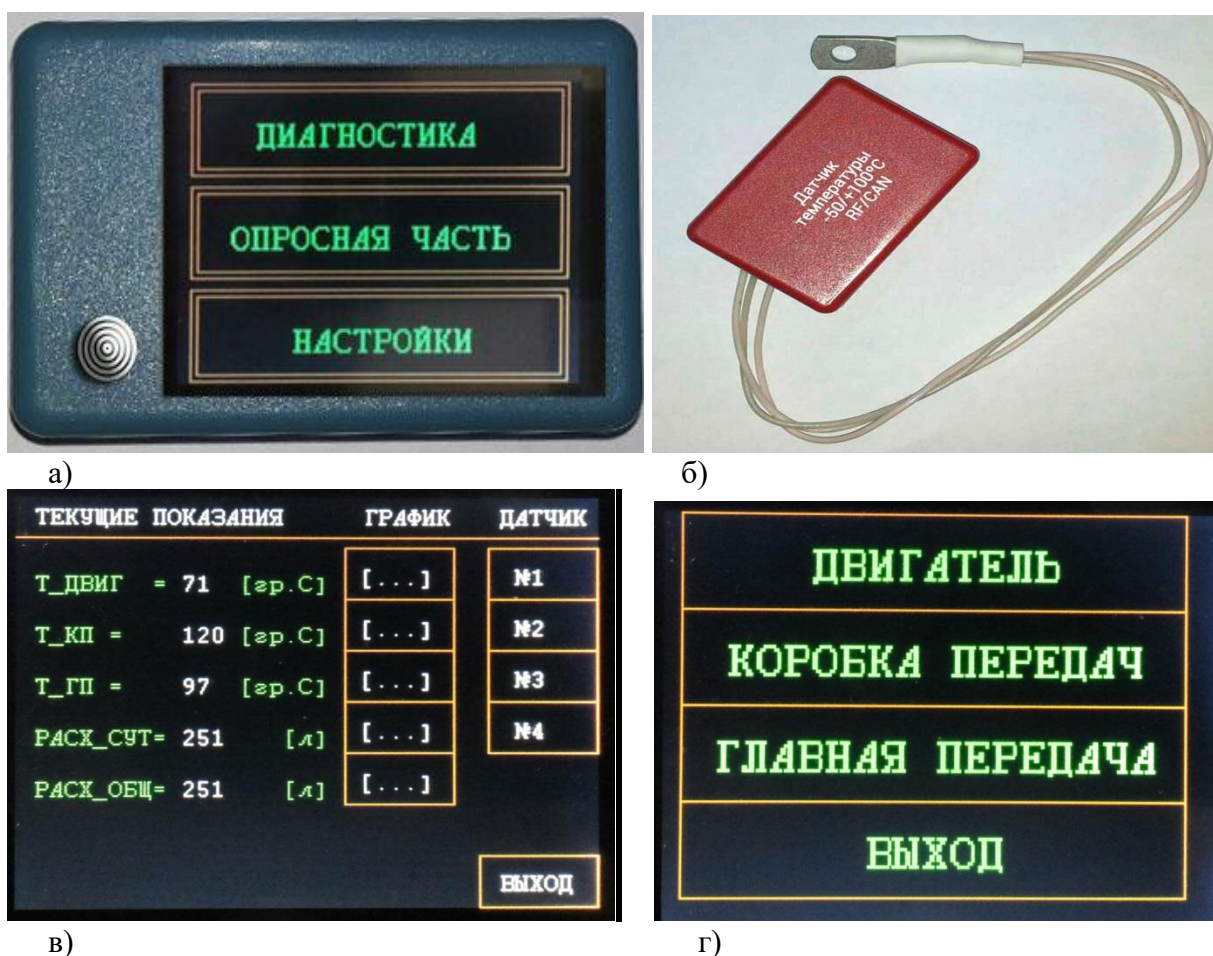 ДИАГНОСТИКА
ОПРОСНАЯ ЧАСТЬ
НАСТРОЙКИ
Датчик
температуры
-50/+100ºC
RF/CAN
а)
б)
ТЕКУЩИЕ ПОКАЗАНИЯ ГРАФИК ДАТЧИК
Т_ДВИГ = 71 [гр.С] [...] №1
Т_КП = 120 [гр.С] [...] №2
Т_ГП = 97 [гр.С] [...] №3
РАСХ_СУТ= 251 [л] [...] №4
РАСХ_ОБЩ= 251 [л] [...]
ВЫХОД
ДВИГАТЕЛЬ
КОРОБКА ПЕРЕДАЧ
ГЛАВНАЯ ПЕРЕДАЧА
ВЫХОД
в)
г)